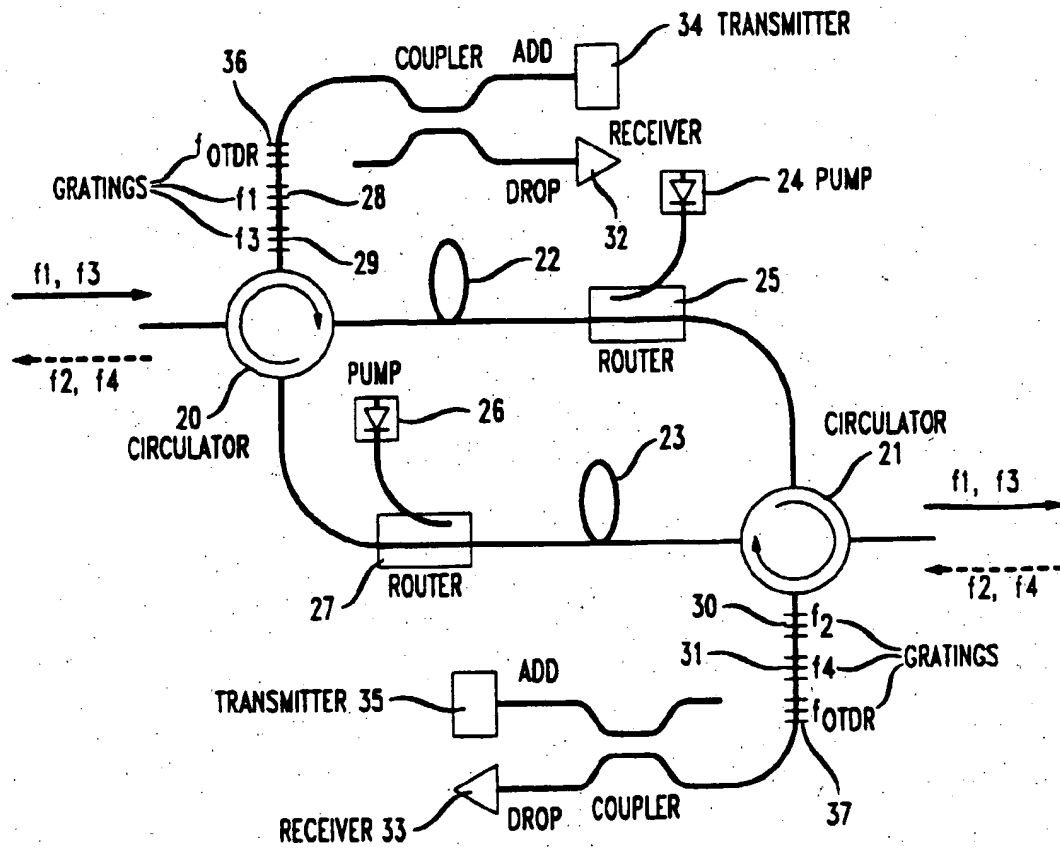 34 TRANSMITTER
COUPLER
ADD
36
RECEIVER
f OTDR
GRATINGS
f1
28
DROP
24 PUMP
32
f3
29
22
25
f1, f3
ROUTER
f2, f4
PUMP
20
CIRCULATOR
26
23
CIRCULATOR
21
f1, f3
27
ROUTER
f2, f4
30
f2
31
f4
GRATINGS
ADD
TRANSMITTER 35
fOTDR
RECEIVER 33
DROP
COUPLER
37